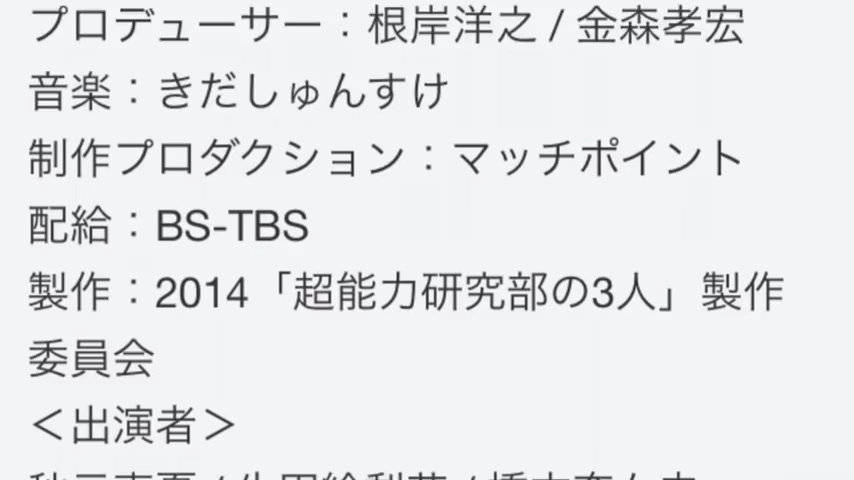 プロデューサー：根岸洋之 / 金森孝宏
音楽：きだしゅんすけ
制作プロダクション：マッチポイント
配給：BS-TBS
製作：2014「超能力研究部の3人」製作
委員会
＜出演者＞